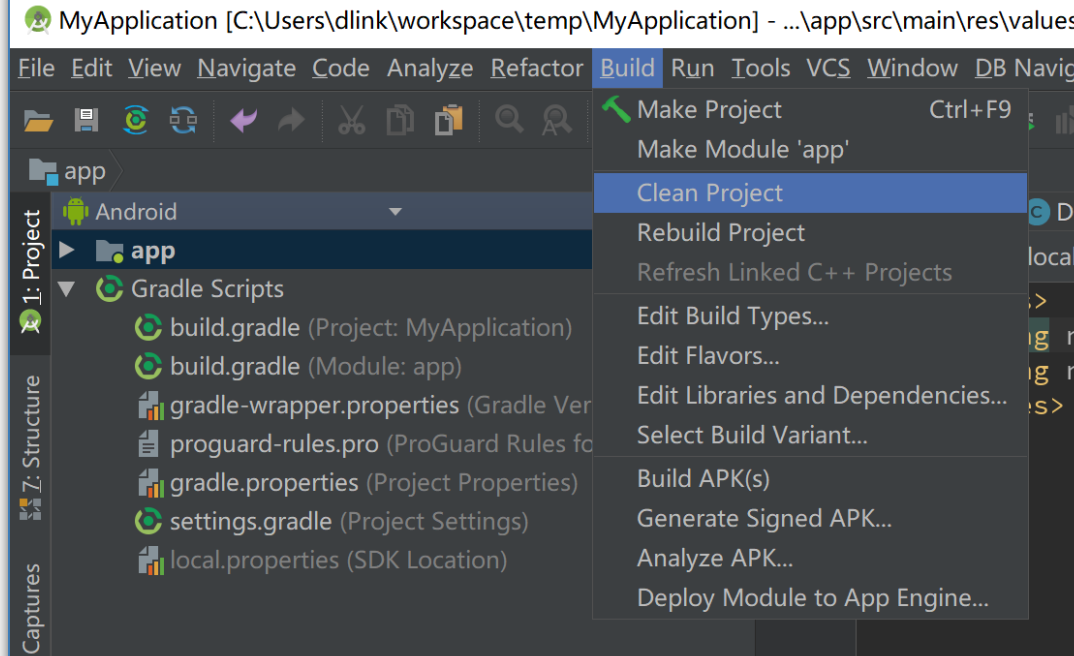 MyApplication [C:\Users\dlink\workspace\temp\MyApplication] - ...\app\src\main\res\values
File Edit View Navigate Code Analyze Refactor Build Run Tools VCS Window DB Navig
Make Project Ctrl+F9
Make Module 'app'
app
Clean Project
Android
D
Rebuild Project
app
local
Refresh Linked C++ Projects
1: Project
Gradle Scripts
s>
Edit Build Types...
build.gradle (Project: MyApplication)
ng
Edit Flavors...
build.gradle (Module: app)
ng
Edit Libraries and Dependencies...
gradle-wrapper.properties (Gradle Ver
es>
Select Build Variant...
proguard-rules.pro (ProGuard Rules fo
7: Structure
Build APK(s)
gradle.properties (Project Properties)
Generate Signed APK...
settings.gradle (Project Settings)
Analyze APK...
local.properties (SDK Location)
Deploy Module to App Engine...
Captures